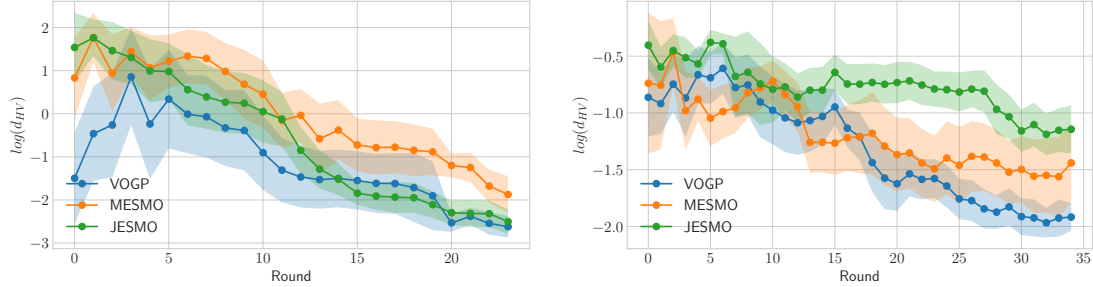 2
1
0
−1
−2
−3
log(d_HV)
VOGP
MESMO
JESMO
0 5 10 15 20
Round
−0.5
−1.0
−1.5
−2.0
log(d_HV)
VOGP
MESMO
JESMO
0 5 10 15 20 25 30 35
Round